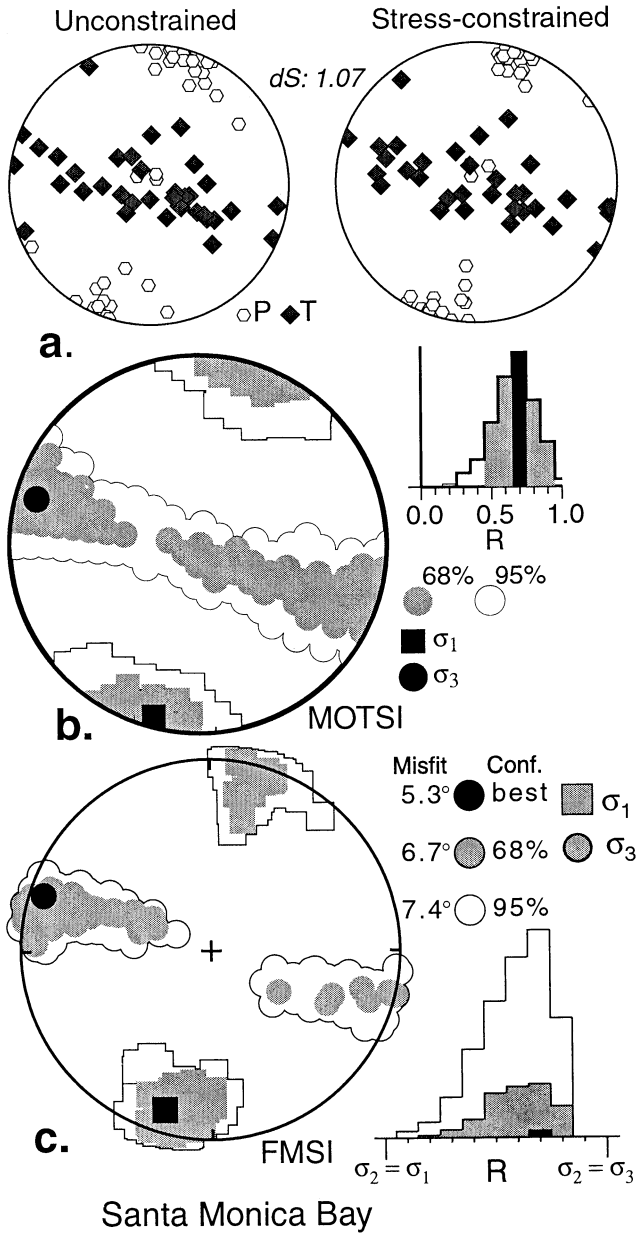 Unconstrained Stress-constrained
dS: 1.07
P T
a.
0.0 0.5 1.0
R
68% 95%
σ1
σ3
MOTSI
b.
Misfit Conf.
5.3° best σ1
6.7° 68% σ3
7.4° 95%
c.
FMSI
σ2 = σ1 R σ2 = σ3
Santa Monica Bay